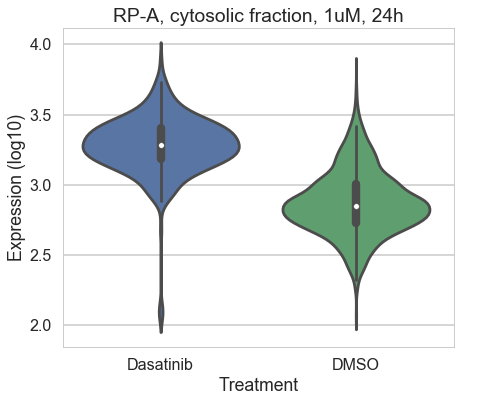 RP-A, cytosolic fraction, 1uM, 24h
Expression (log10)
4.0
3.5
3.0
2.5
2.0
Dasatinib
DMSO
Treatment